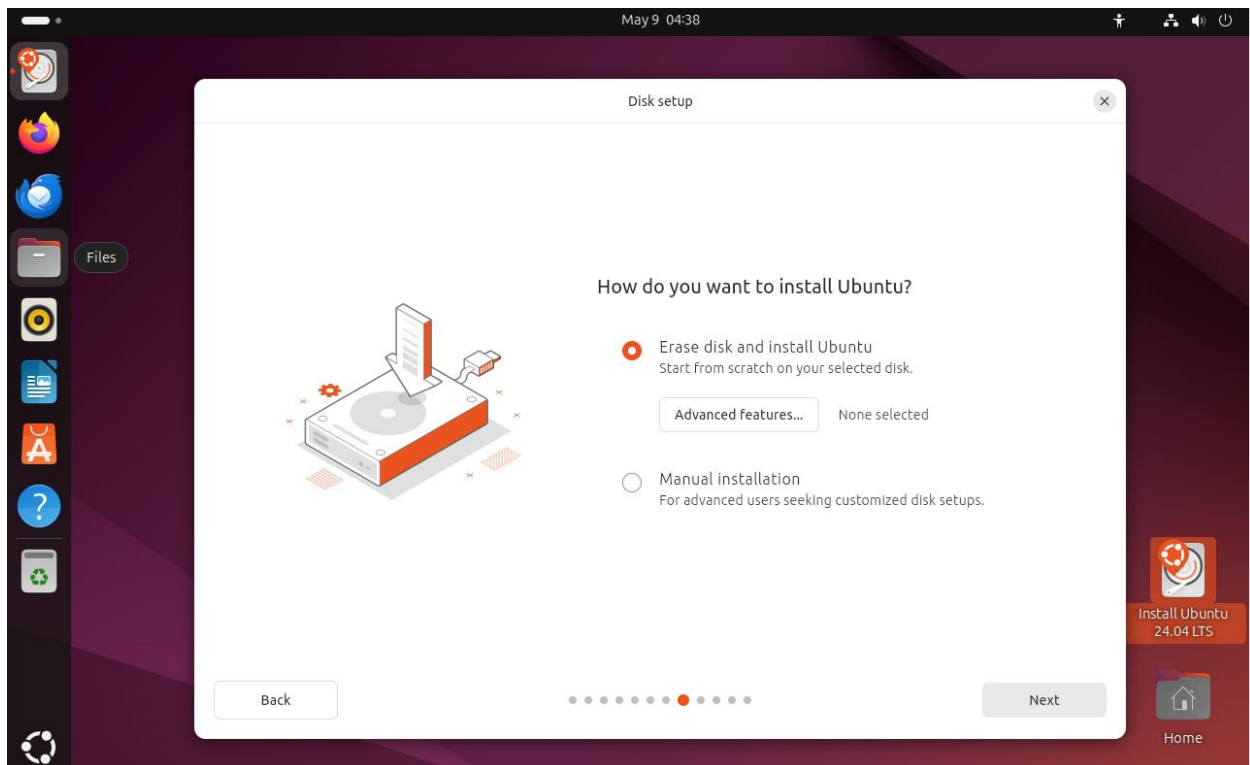 May 9 04:38
Disk setup
Files
How do you want to install Ubuntu?
Erase disk and install Ubuntu
Start from scratch on your selected disk.
Advanced features... None selected
Manual installation
For advanced users seeking customized disk setups.
Install Ubuntu
24.04 LTS
Back
Next
Home